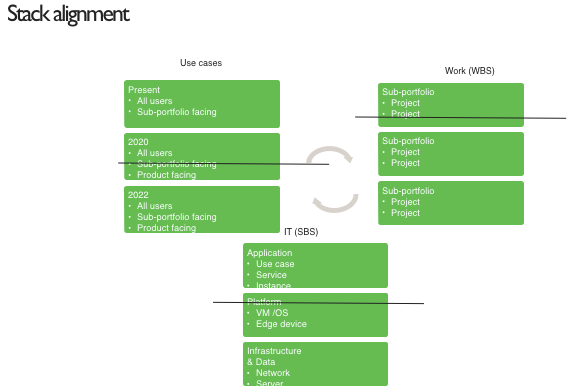 Stack alignment
Use cases
Present
• All users
• Sub-portfolio facing
2020
• All users
• Sub-portfolio facing
• Product facing
2022
• All users
• Sub-portfolio facing
• Product facing
Work (WBS)
Sub-portfolio
• Project
• Project
Sub-portfolio
• Project
• Project
Sub-portfolio
• Project
• Project
IT (SBS)
Application
• Use case
• Service
• Instance
Platform
• VM /OS
• Edge device
Infrastructure
& Data
• Network
• Server